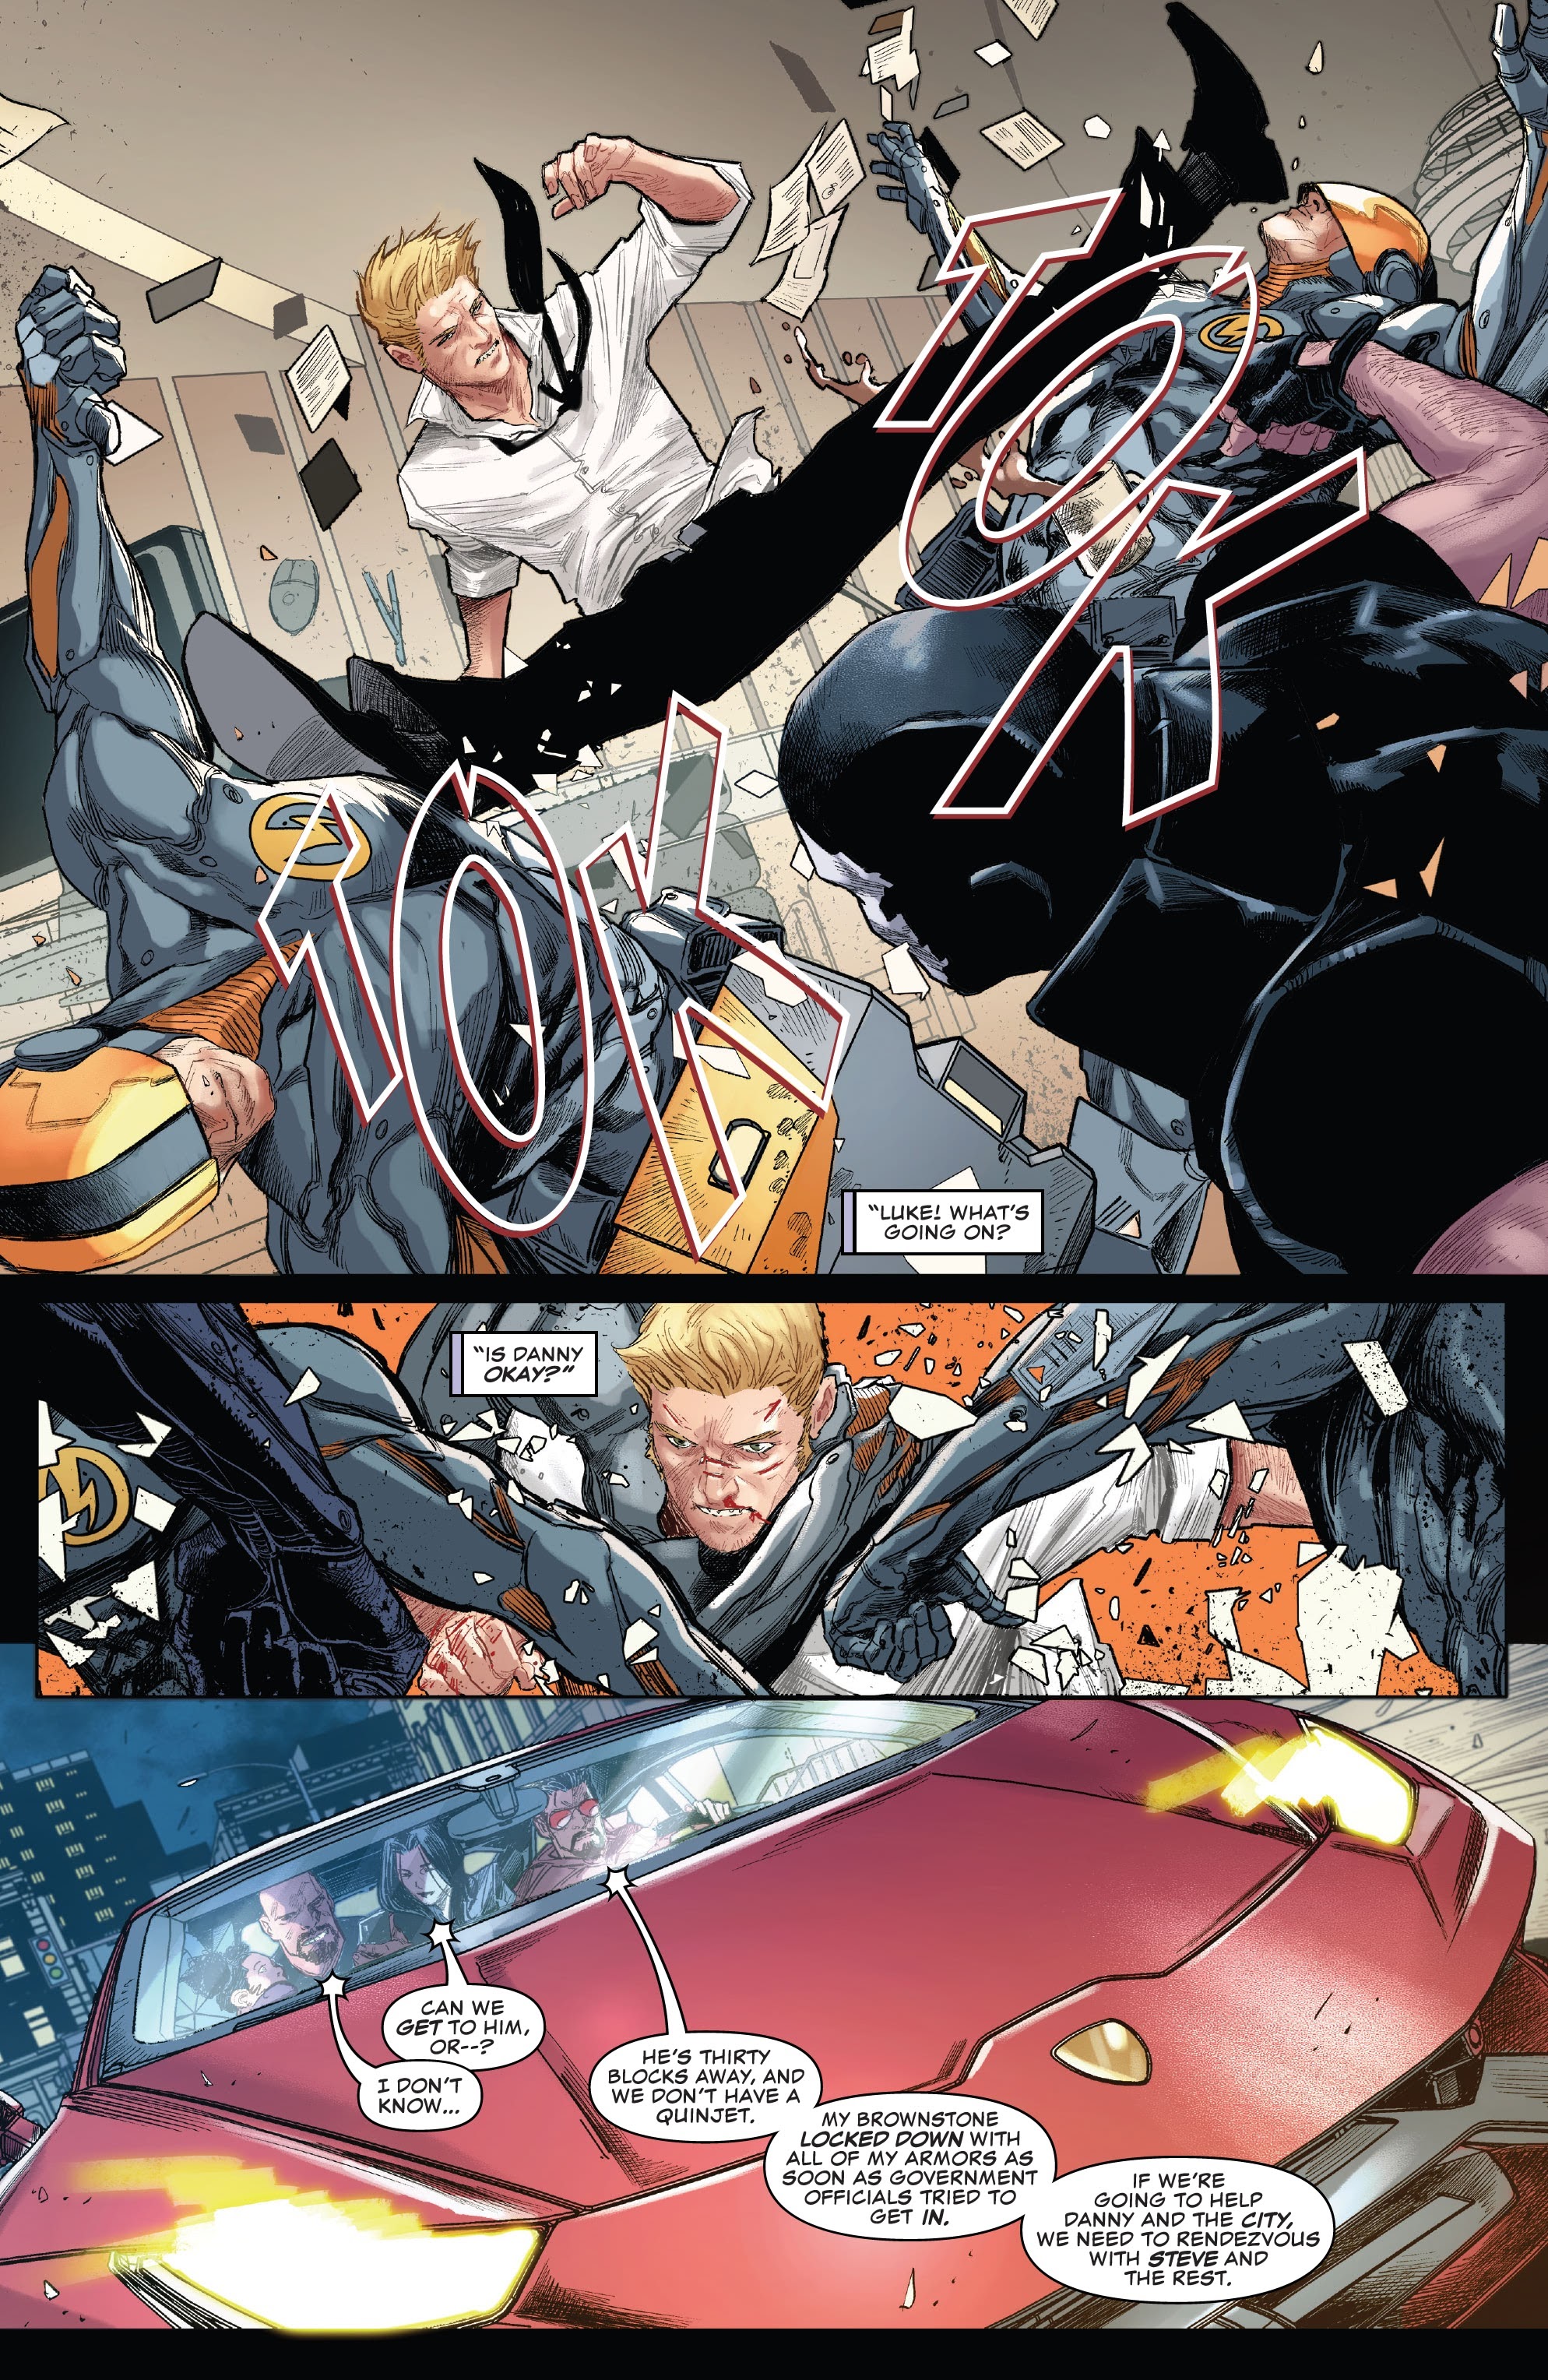 TOK
TOK
"LUKE! WHAT'S
GOING ON?
"IS DANNY
OKAY?"
CAN WE
GET TO HIM,
OR--?
I DON'T
KNOW...
HE'S THIRTY
BLOCKS AWAY, AND
WE DON'T HAVE A
QUINJET.
MY BROWNSTONE
LOCKED DOWN WITH
ALL OF MY ARMORS AS
SOON AS GOVERNMENT
OFFICIALS TRIED TO
GET IN.
IF WE'RE
GOING TO HELP
DANNY AND THE CITY,
WE NEED TO RENDEZVOUS
WITH STEVE AND
THE REST.